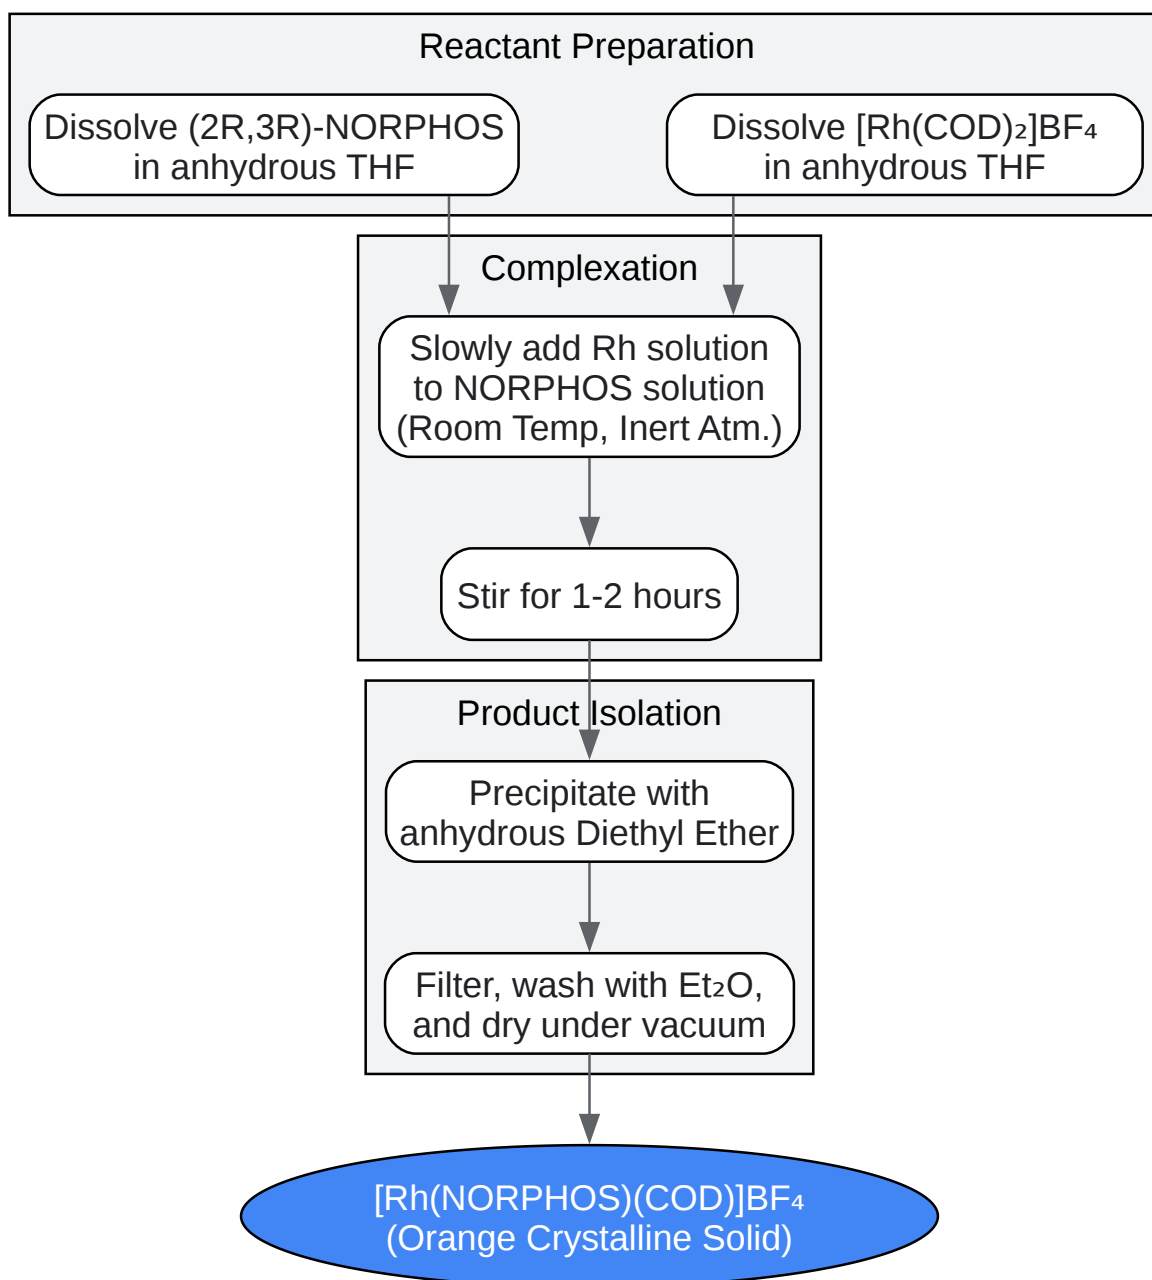 Reactant Preparation
Dissolve (2R,3R)-NORPHOS
in anhydrous THF
Dissolve [Rh(COD)₂]BF₄
in anhydrous THF
Complexation
Slowly add Rh solution
to NORPHOS solution
(Room Temp, Inert Atm.)
Stir for 1-2 hours
Product Isolation
Precipitate with
anhydrous Diethyl Ether
Filter, wash with Et₂O,
and dry under vacuum
[Rh(NORPHOS)(COD)]BF₄
(Orange Crystalline Solid)